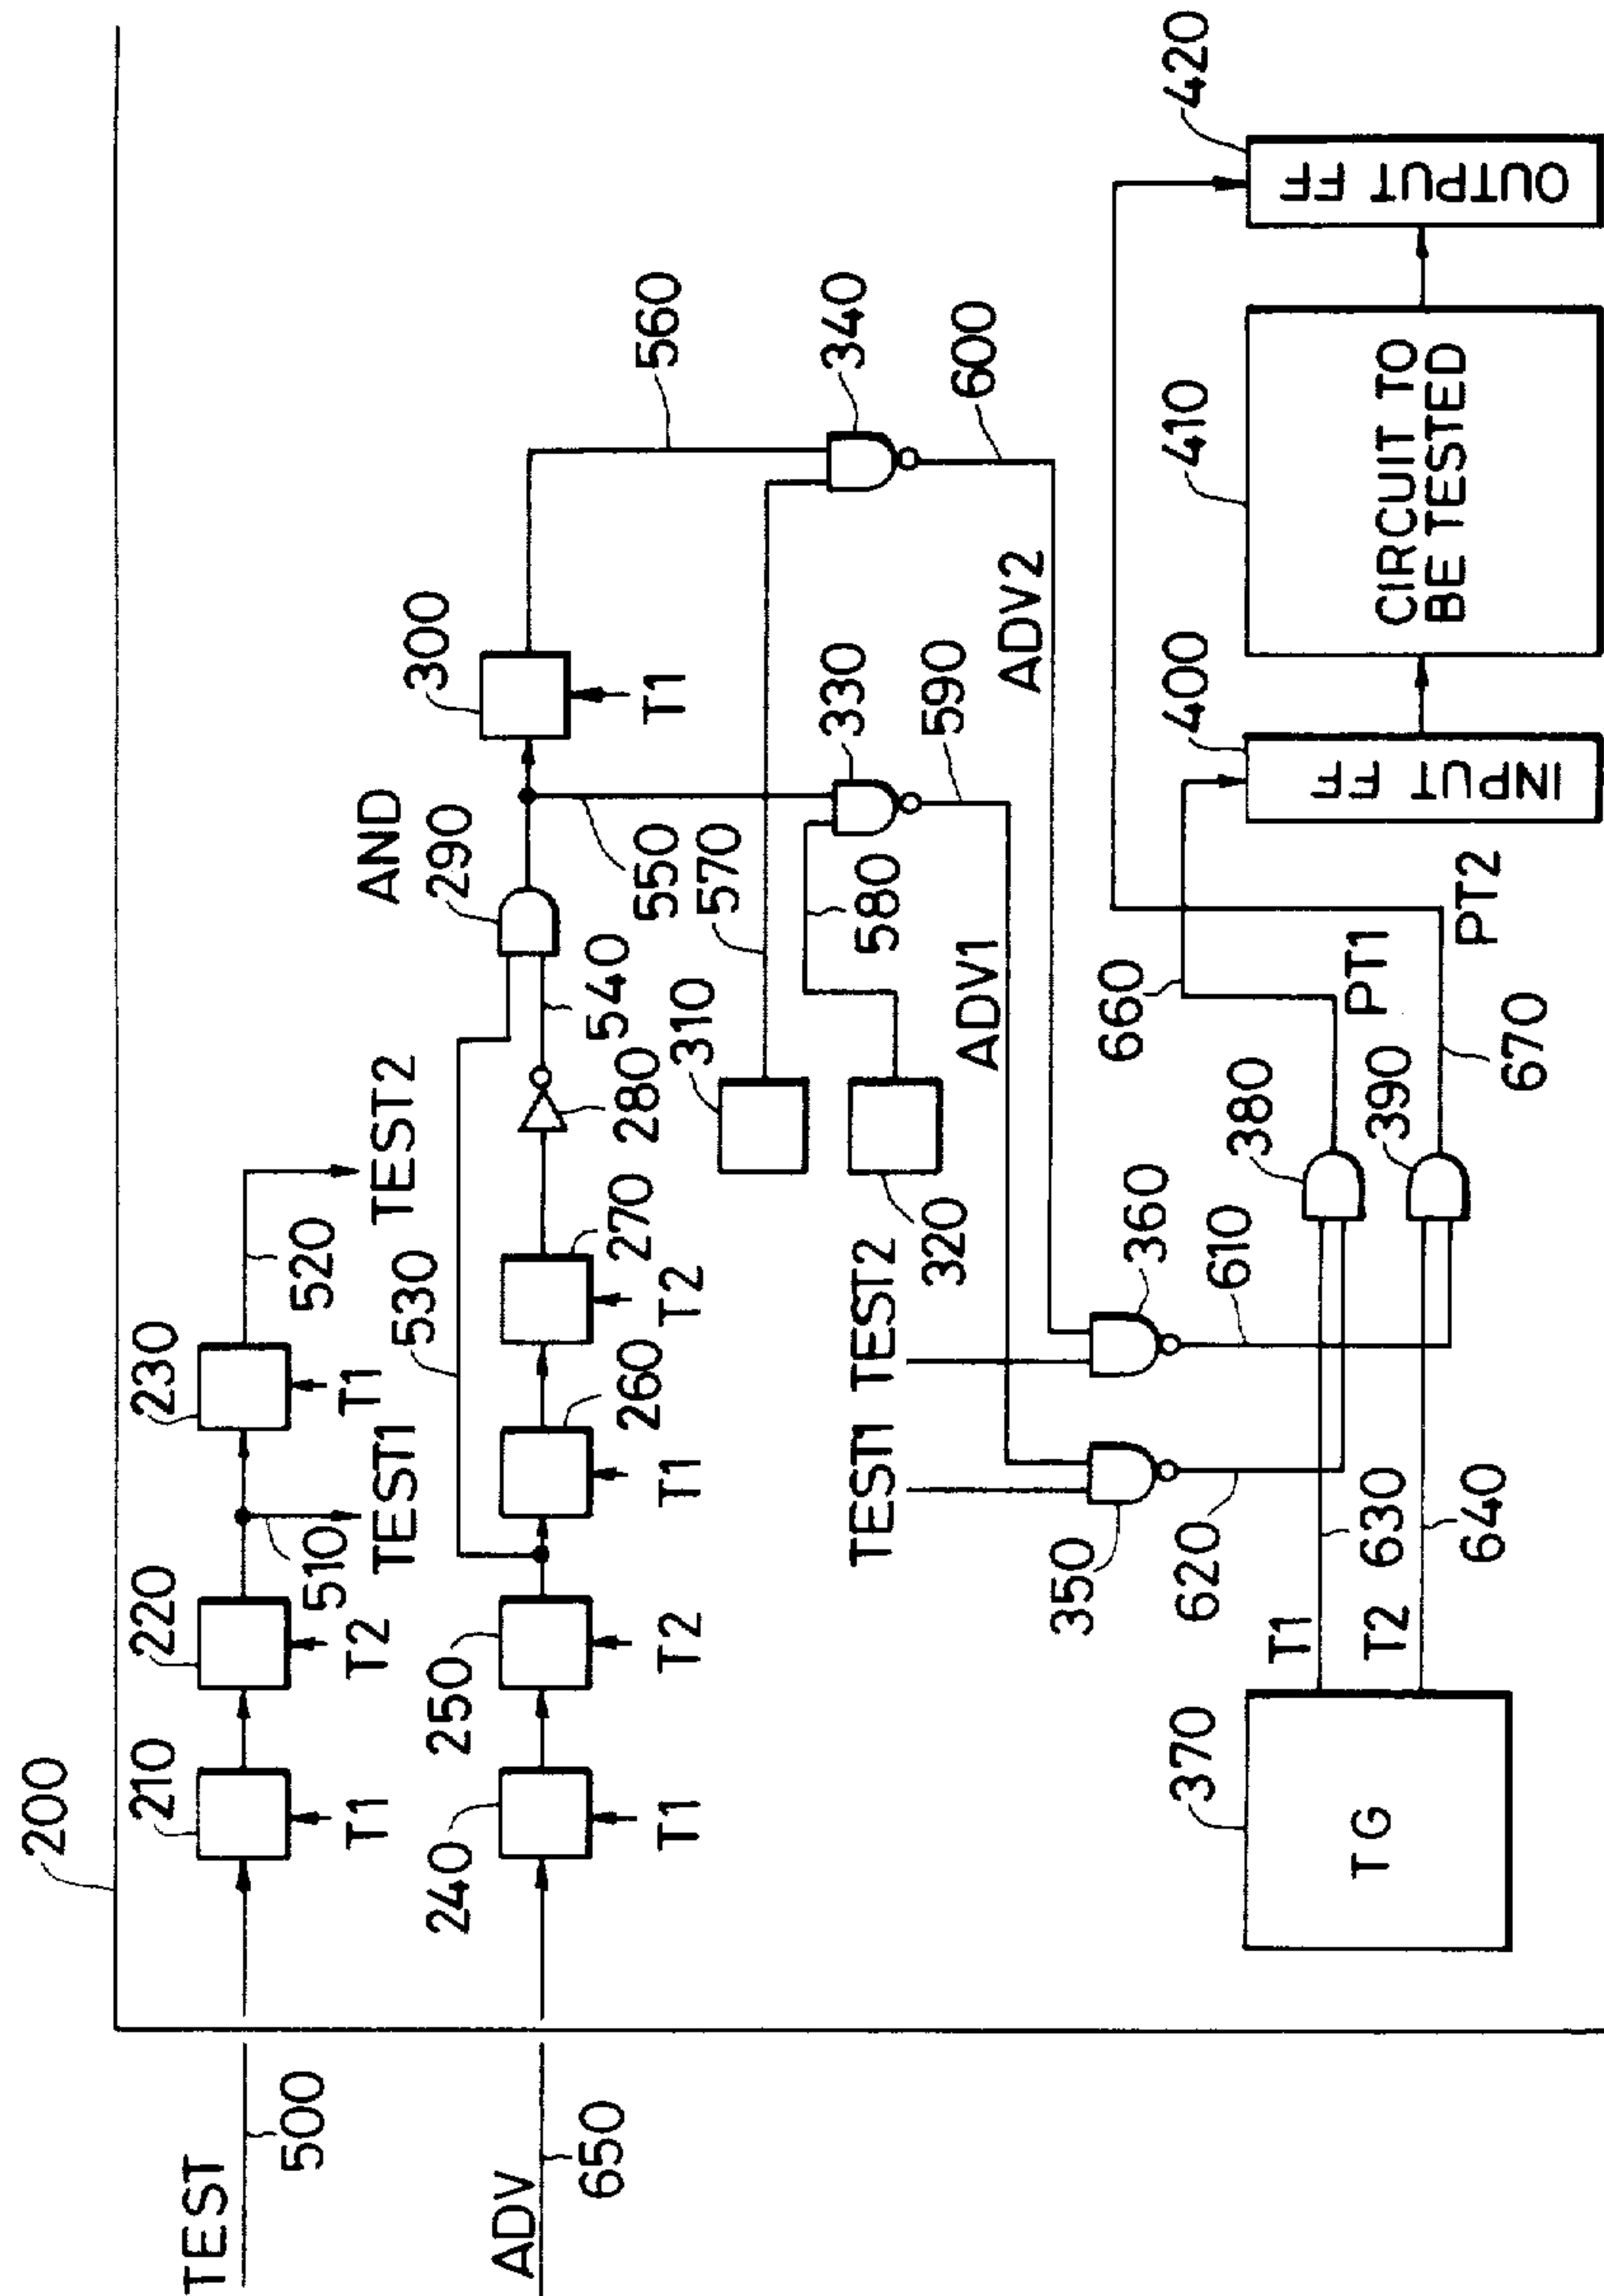 200
TEST
500
210
T1
220
T2
510
TEST1
230
T1
520
TEST2
ADV
650
240
T1
250
T2
530
260
T1
270
T2
280
540
AND
290
300
T1
550
560
310
570
320
580
330
340
590
ADV1
600
ADV2
TEST1
TEST2
350
360
620
610
370
TG
T1
630
T2
640
380
390
660
PT1
670
PT2
400
INPUT FF
410
CIRCUIT TO
BE TESTED
420
OUTPUT FF